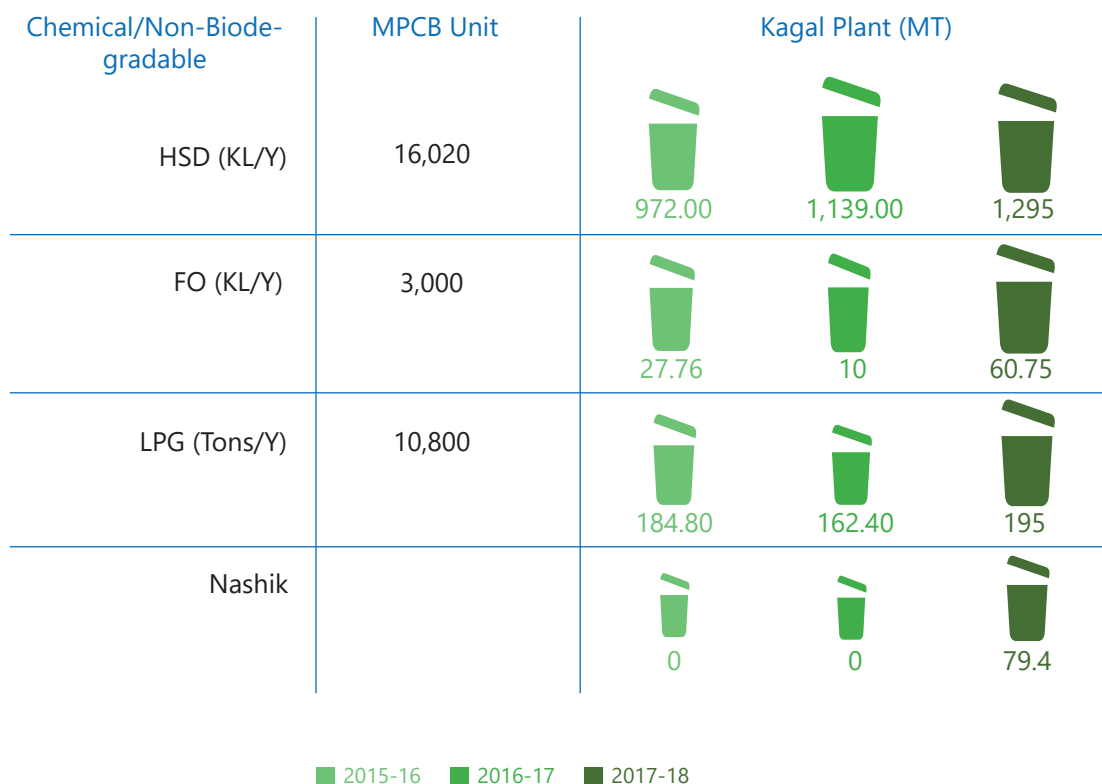 Chemical/Non-Biode-
gradable
MPCB Unit
Kagal Plant (MT)
HSD (KL/Y)
16,020
972.00
1,139.00
1,295
FO (KL/Y)
3,000
27.76
10
60.75
LPG (Tons/Y)
10,800
184.80
162.40
195
Nashik
0
0
79.4
2015-16
2016-17
2017-18